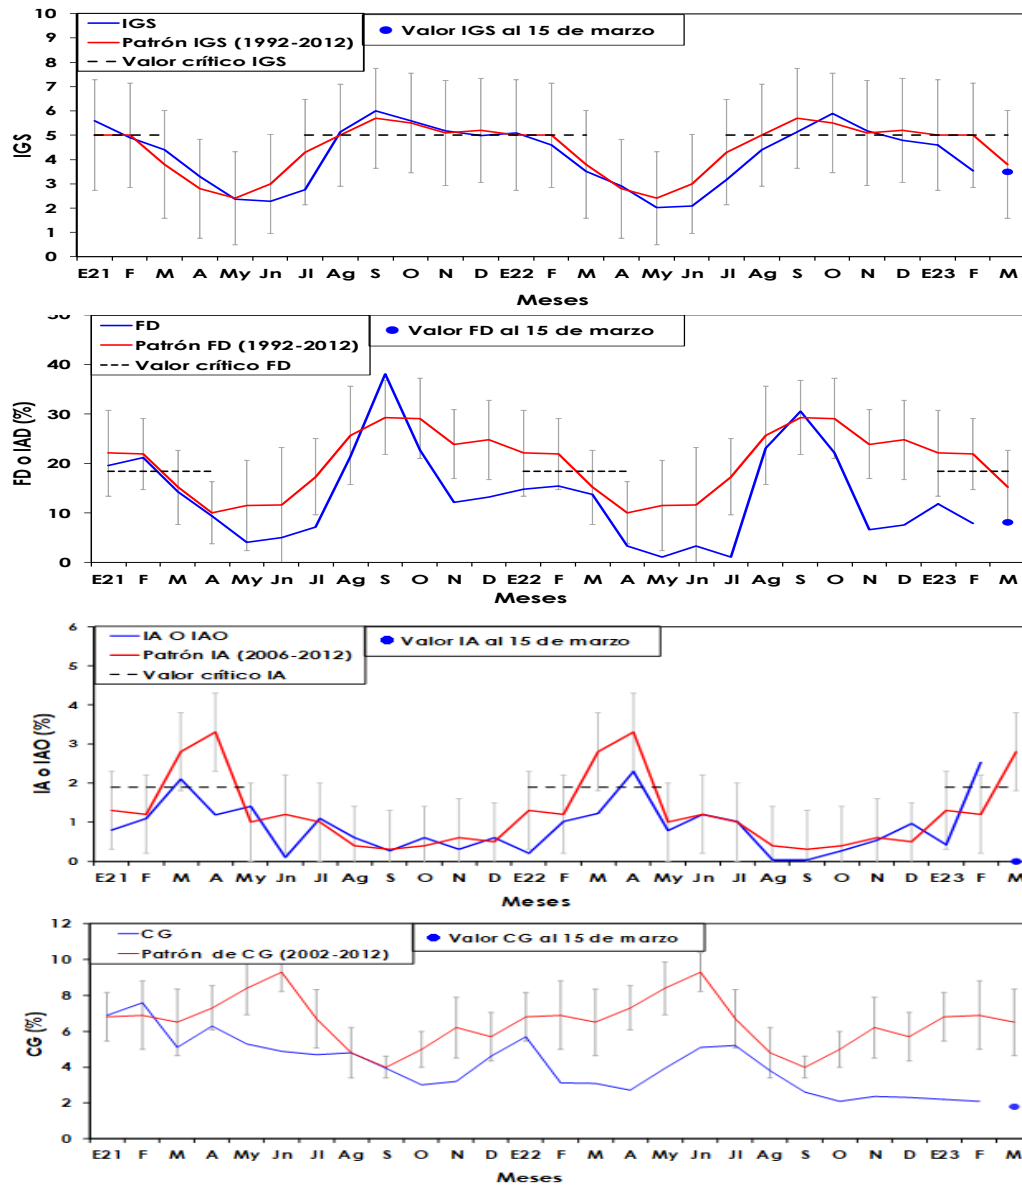 10
9
8
7
6
5
4
3
2
1
0
IGS
IGS
Patrón IGS (1992-2012)
Valor crítico IGS
Valor IGS al 15 de marzo
E21 F M A My Jn Jl Ag S O N D E22 F M A My Jn Jl Ag S O N D E23 F M
Meses
50
40
30
20
10
0
FD o IAD (%)
FD
Patrón FD (1992-2012)
Valor crítico FD
Valor FD al 15 de marzo
E21 F M A My Jn Jl Ag S O N D E22 F M A My Jn Jl Ag S O N D E23 F M
Meses
6
5
4
3
2
1
0
IA o IAO (%)
IA O IAO
Patrón IA (2006-2012)
Valor crítico IA
Valor IA al 15 de marzo
E21 F M A My Jn Jl Ag S O N D E22 F M A My Jn Jl Ag S O N D E23 F M
Meses
12
10
8
6
4
2
0
CG (%)
CG
Patrón de CG (2002-2012)
Valor CG al 15 de marzo
E21 F M A My Jn Jl Ag S O N D E22 F M A My Jn Jl Ag S O N D E23 F M
Meses